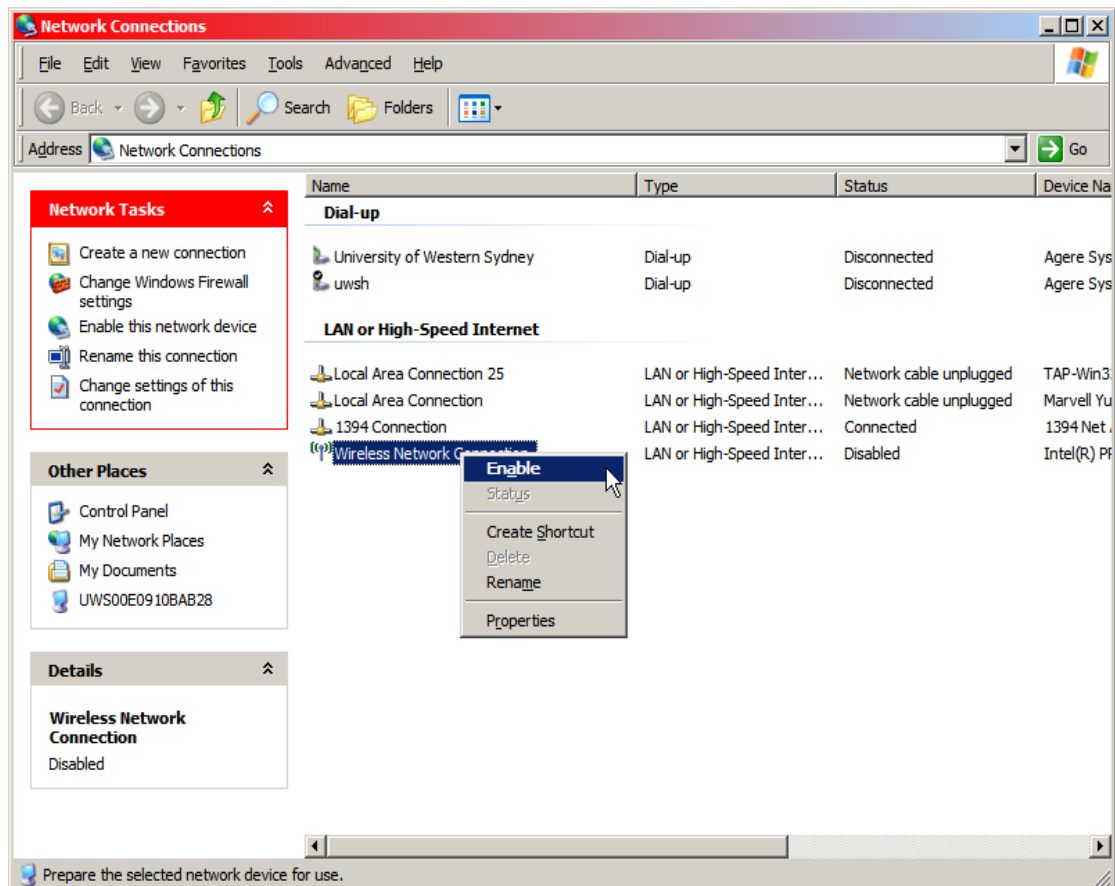 Network Connections
File Edit View Favorites Tools Advanced Help
Back Search Folders
Address Network Connections Go
Network Tasks
Create a new connection
Change Windows Firewall
settings
Enable this network device
Rename this connection
Change settings of this
connection
Other Places
Control Panel
My Network Places
My Documents
UWS00E0910BAB28
Details
Wireless Network
Connection
Disabled
Name Type Status Device Na
Dial-up
University of Western Sydney Dial-up Disconnected Agere Sys
uwsh Dial-up Disconnected Agere Sys
LAN or High-Speed Internet
Local Area Connection 25 LAN or High-Speed Inter... Network cable unplugged TAP-Win3
Local Area Connection LAN or High-Speed Inter... Network cable unplugged Marvell Yu
1394 Connection LAN or High-Speed Inter... Connected 1394 Net
Wireless Network Connection LAN or High-Speed Inter... Disabled Intel(R) PR
Enable
Status
Create Shortcut
Delete
Rename
Properties
Prepare the selected network device for use.